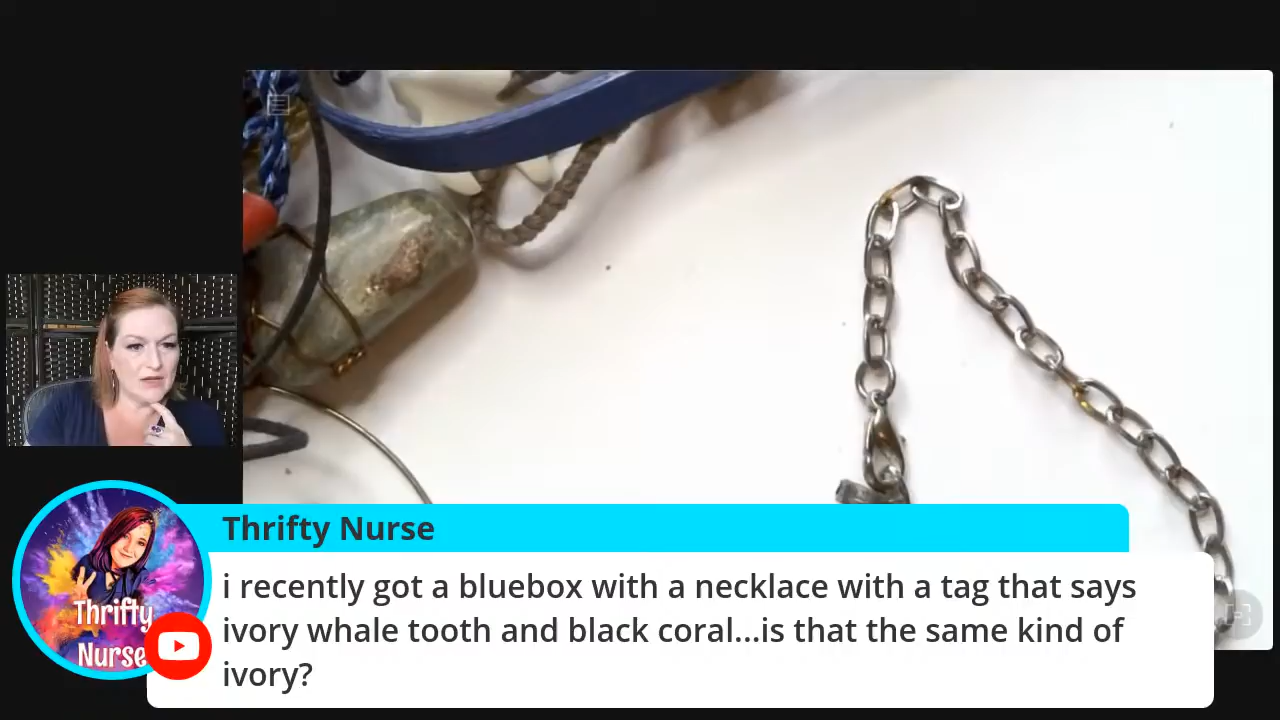 Thrifty Nurse
i recently got a bluebox with a necklace with a tag that says
ivory whale tooth and black coral...is that the same kind of
ivory?
Thrifty
Nurse